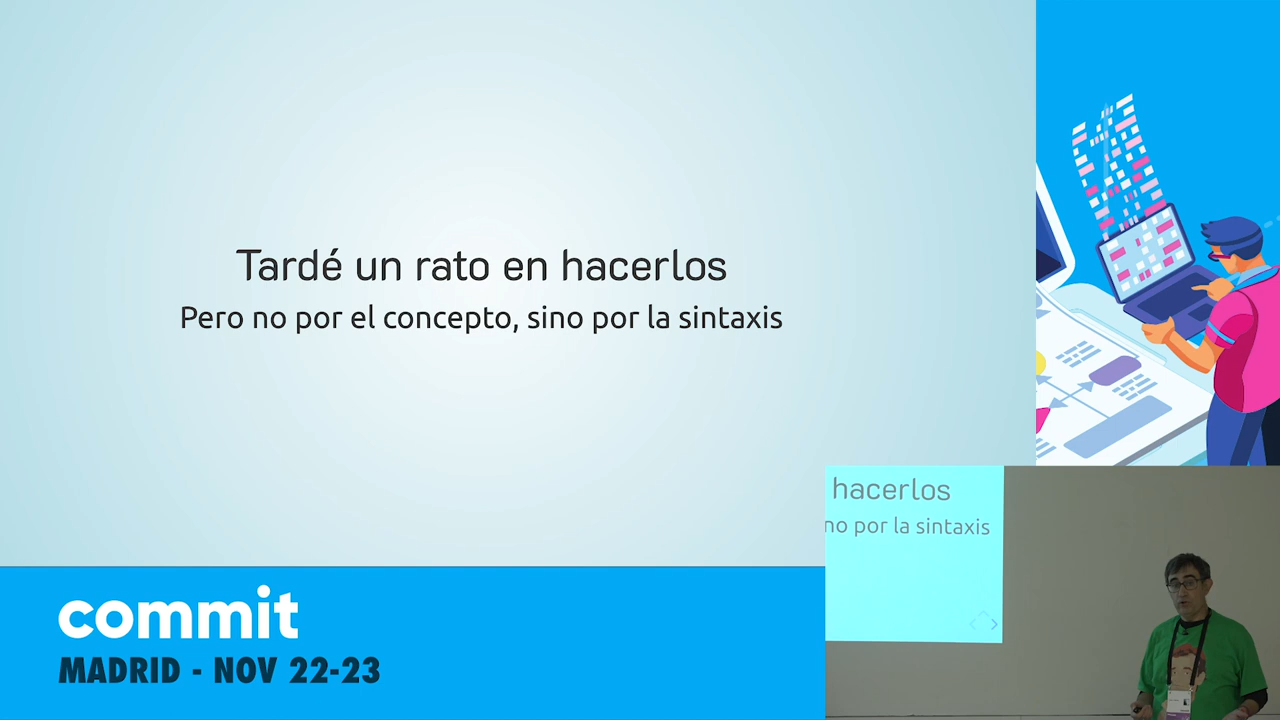 Tardé un rato en hacerlos
Pero no por el concepto, sino por la sintaxis
hacerlos
no por la sintaxis
commit
MADRID - NOV 22-23